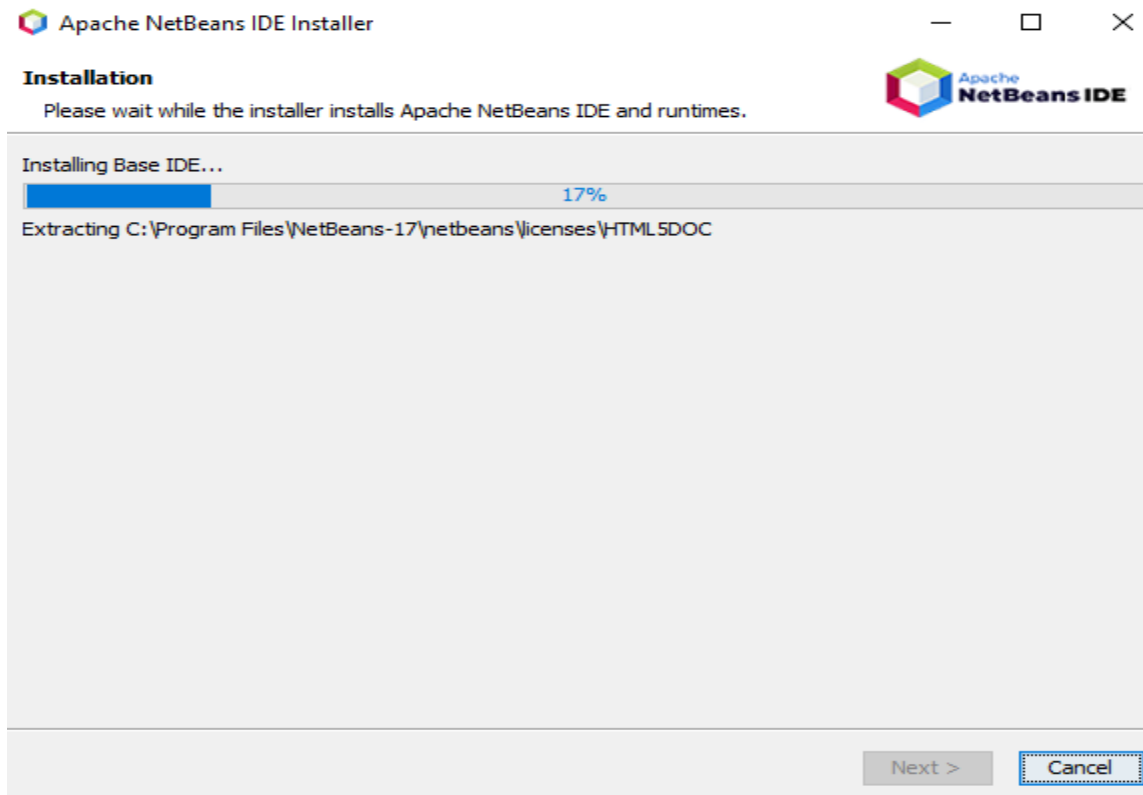 Apache NetBeans IDE Installer
Installation
Please wait while the installer installs Apache NetBeans IDE and runtimes.
Apache
NetBeans IDE
Installing Base IDE...
17%
Extracting C:\Program Files\NetBeans-17\netbeans\licenses\HTML5DOC
Next >
Cancel